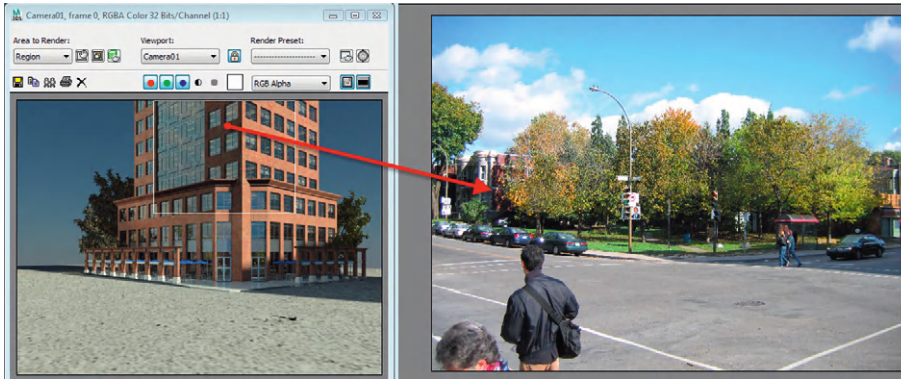 Camera01, frame 0, RGBA Color 32 Bits/Channel (1:1)
Area to Render:
Viewport:
Render Preset:
Region
Camera01
RGB Alpha